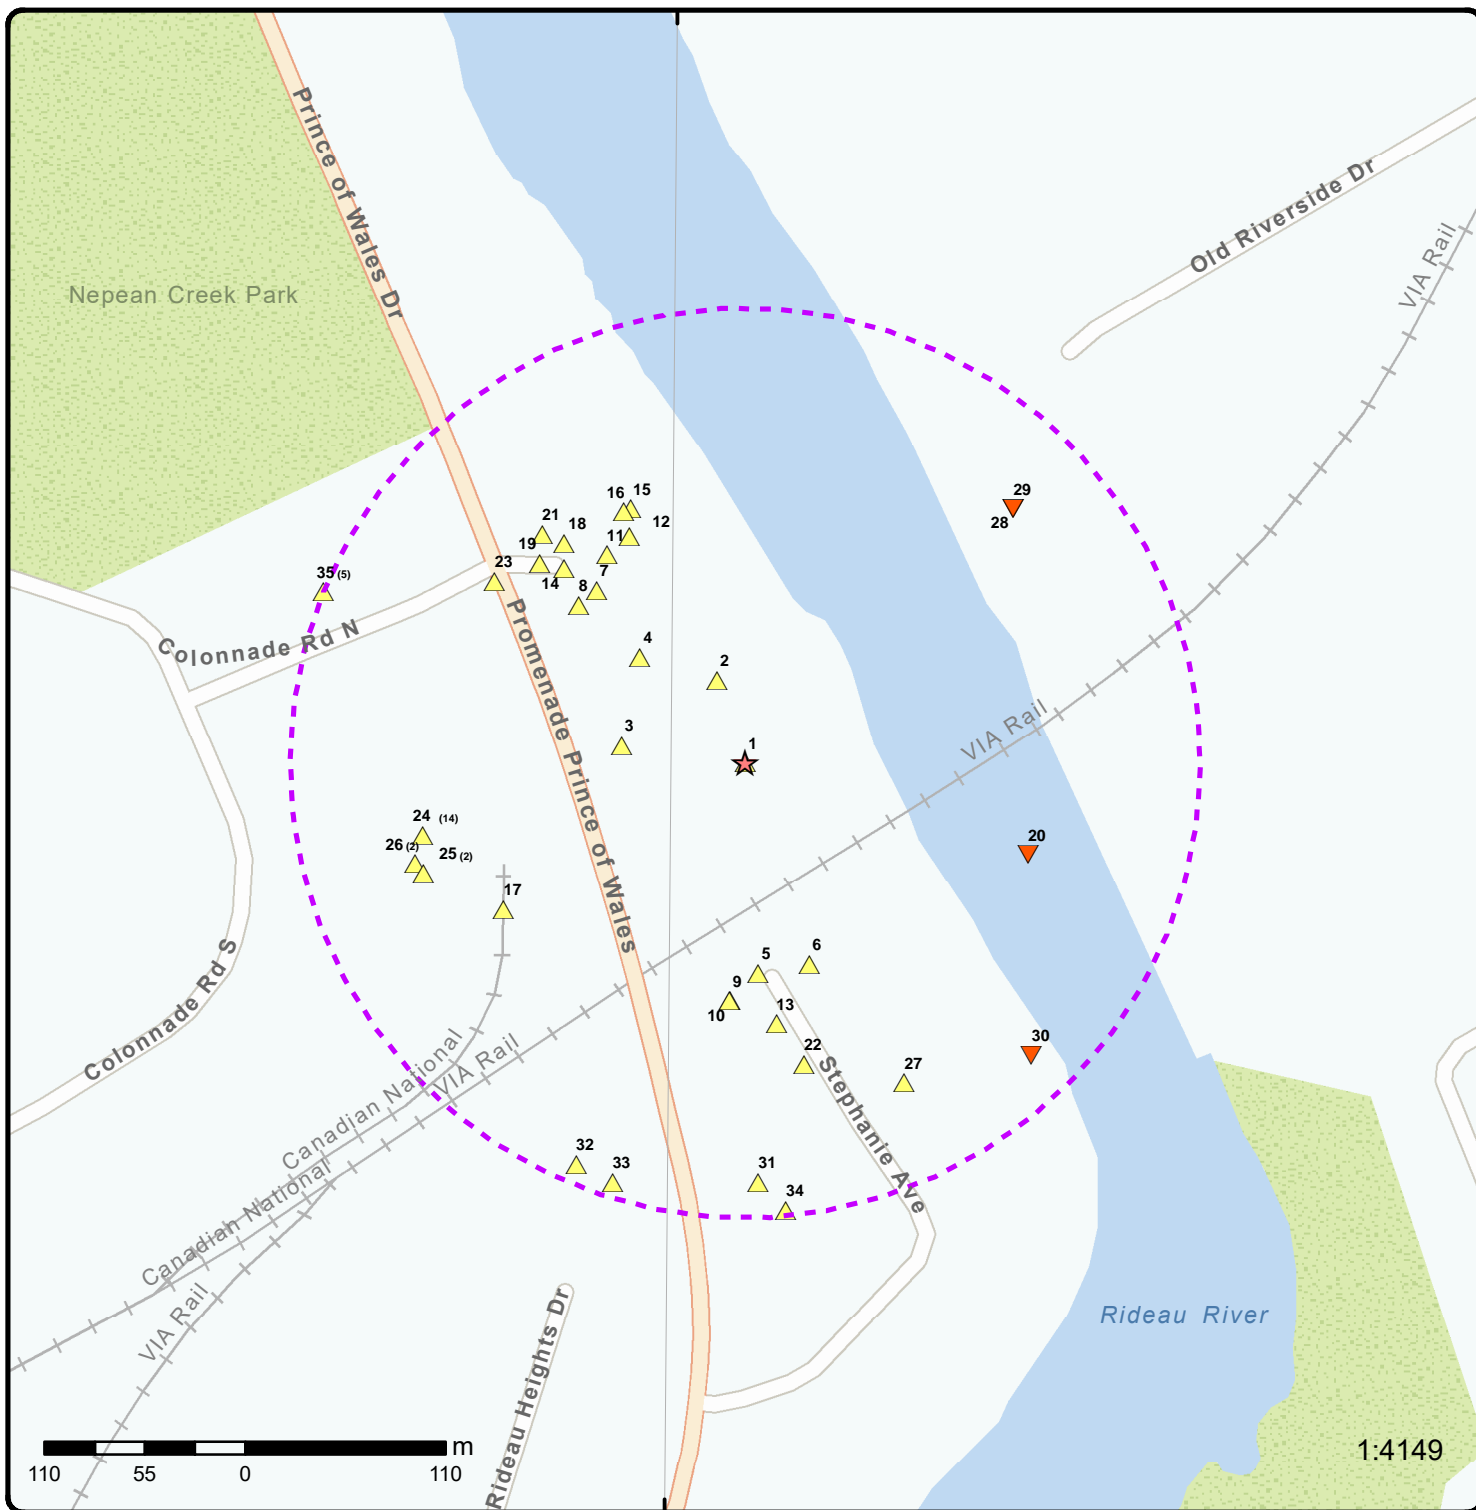 Prince of Wales Dr
Old Riverside Dr
VIA Rail
Nepean Creek Park
29
28
16
15
12
21
18
11
19
23
14
7
8
35 (5)
Colonnade Rd N
Promenade Prince of Wales
4
2
3
1
VIA Rail
24 (14)
26 (2)
25 (2)
20
17
5
6
9
10
13
Colonnade Rd S
22
30
27
Canadian National
VIA Rail
Stephanie Ave
32
33
31
34
Canadian National
VIA Rail
Rideau Heights Dr
Rideau River
m
110 55 0 110
1:4149